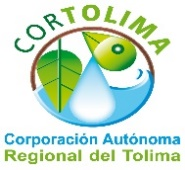 CORTOLIMA
Corporación Autónoma
Regional del Tolima